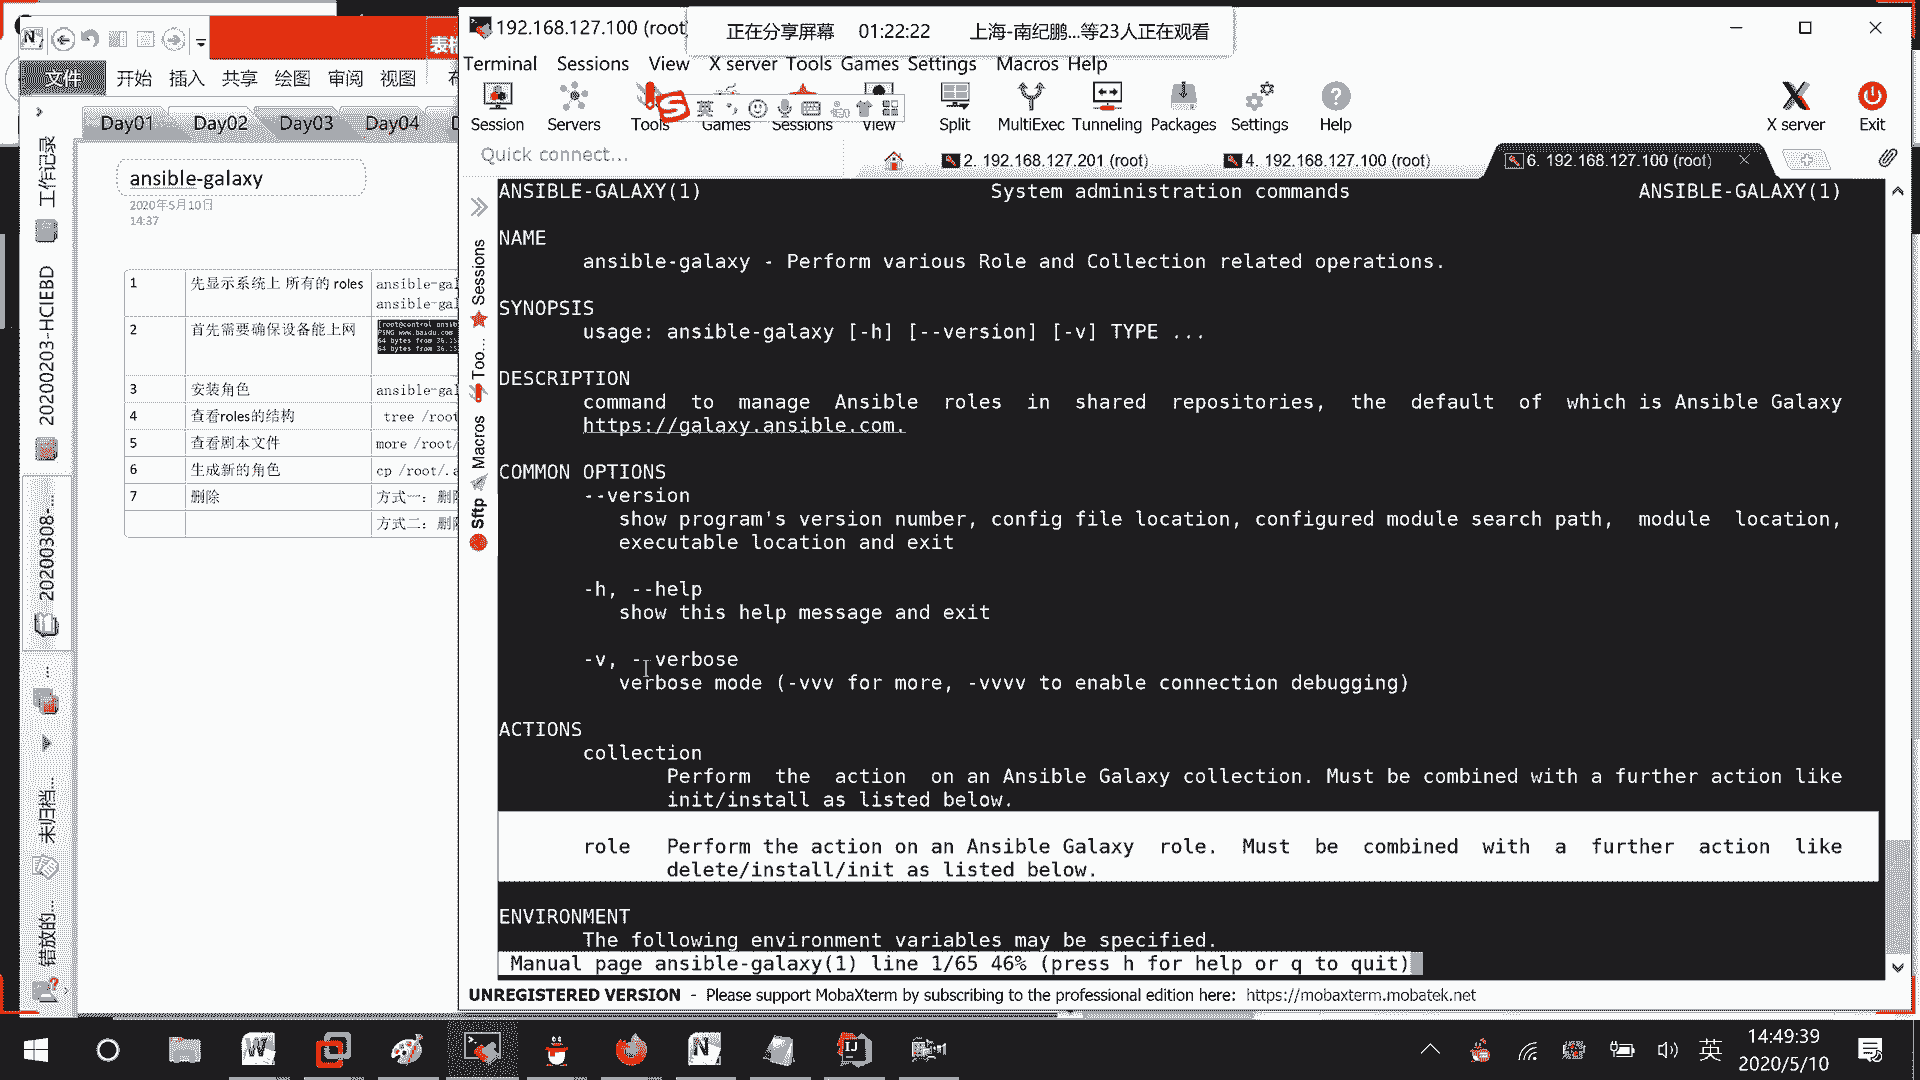 192.168.127.100 (root
正在分享屏幕 01:22:22 上海-南纪鹏...等23人正在观看
文件 开始 插入 共享 绘图 审阅 视图
Terminal Sessions View X server Tools Games Settings Macros Help
Session Servers Tools Games Sessions View Split MultiExec Tunneling Packages Settings Help X server Exit
英
Day01 Day02 Day03 Day04
Quick connect...
2. 192.168.127.201 (root)
4. 192.168.127.100 (root)
6. 192.168.127.100 (root)
工作记录
20200203-HCIEBD
20200308-...
未归档...
错放的...
ansible-galaxy
2020年5月10日
14:37
1 先显示系统上 所有的 roles ansible-gal
ansible-gal
2 首先需要确保设备能上网
3 安装角色 ansible-gal
4 查看roles的结构 tree /root
5 查看剧本文件 more /root/
6 生成新的角色 cp /root/.a
7 删除 方式一：删
方式二：删
Sessions
Too...
Macros
Sftp
ANSIBLE-GALAXY(1) System administration commands ANSIBLE-GALAXY(1)
NAME
ansible-galaxy - Perform various Role and Collection related operations.
SYNOPSIS
usage: ansible-galaxy [-h] [--version] [-v] TYPE ...
DESCRIPTION
command to manage Ansible roles in shared repositories, the default of which is Ansible Galaxy
https://galaxy.ansible.com.
COMMON OPTIONS
--version
show program's version number, config file location, configured module search path, module location,
executable location and exit
-h, --help
show this help message and exit
-v, --verbose
verbose mode (-vvv for more, -vvvv to enable connection debugging)
ACTIONS
collection
Perform the action on an Ansible Galaxy collection. Must be combined with a further action like
init/install as listed below.
role Perform the action on an Ansible Galaxy role. Must be combined with a further action like
delete/install/init as listed below.
ENVIRONMENT
The following environment variables may be specified.
Manual page ansible-galaxy(1) line 1/65 46% (press h for help or q to quit)
UNREGISTERED VERSION - Please support MobaXterm by subscribing to the professional edition here: https://mobaxterm.mobatek.net
英
14:49:39
2020/5/10